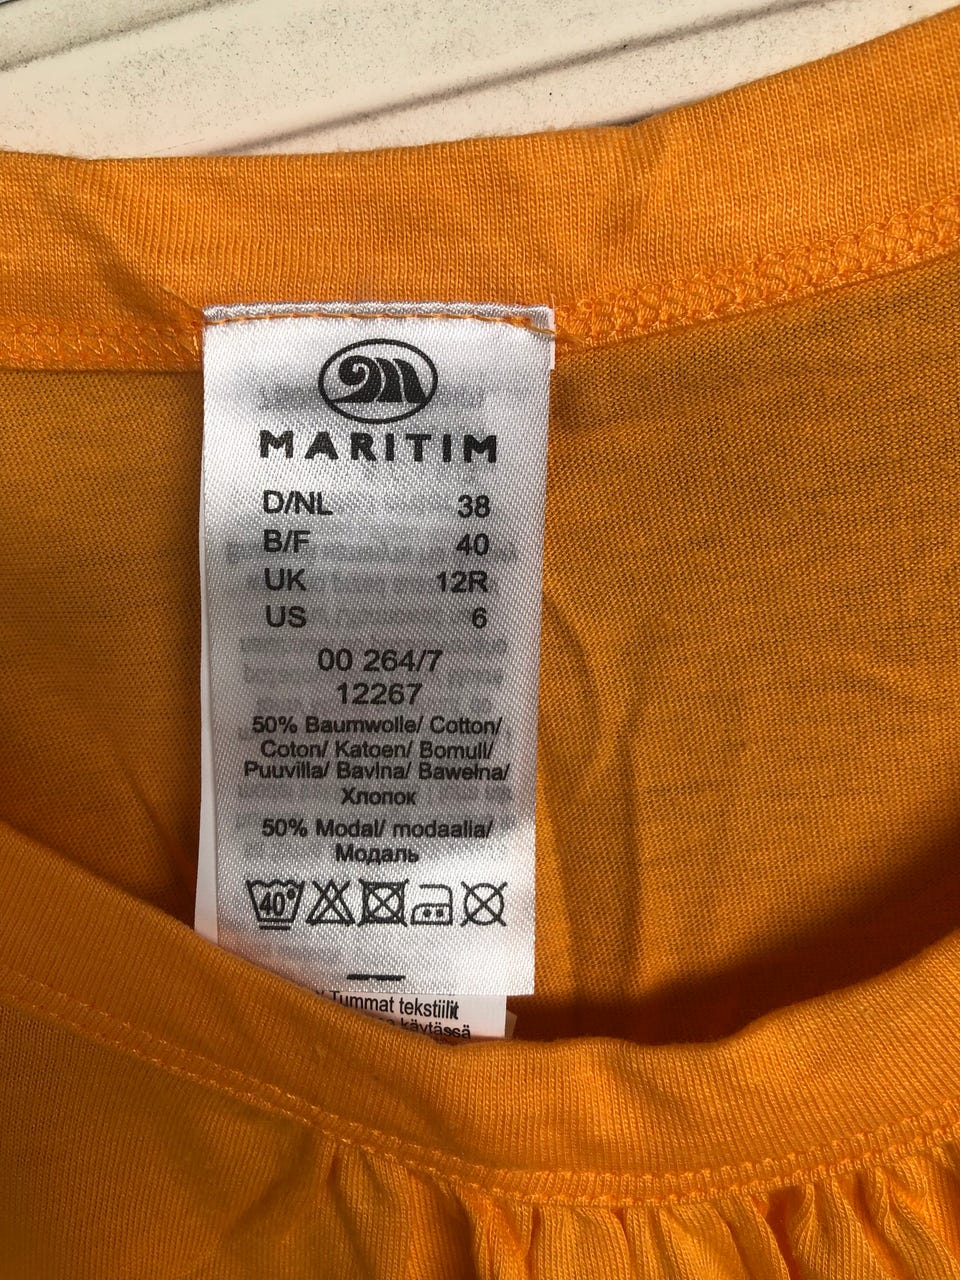 MARITIM
D/NL 38
B/F 40
UK 12R
US 6
00 264/7
12267
50% Baumwolle/ Cotton/
Coton/ Katoen/ Bomull/
Puuvilla/ Bavlna/ Bawełna/
Хлопок
50% Modal/ modaalia/
Модаль
40°
Tummat tekstiilit
käytässä